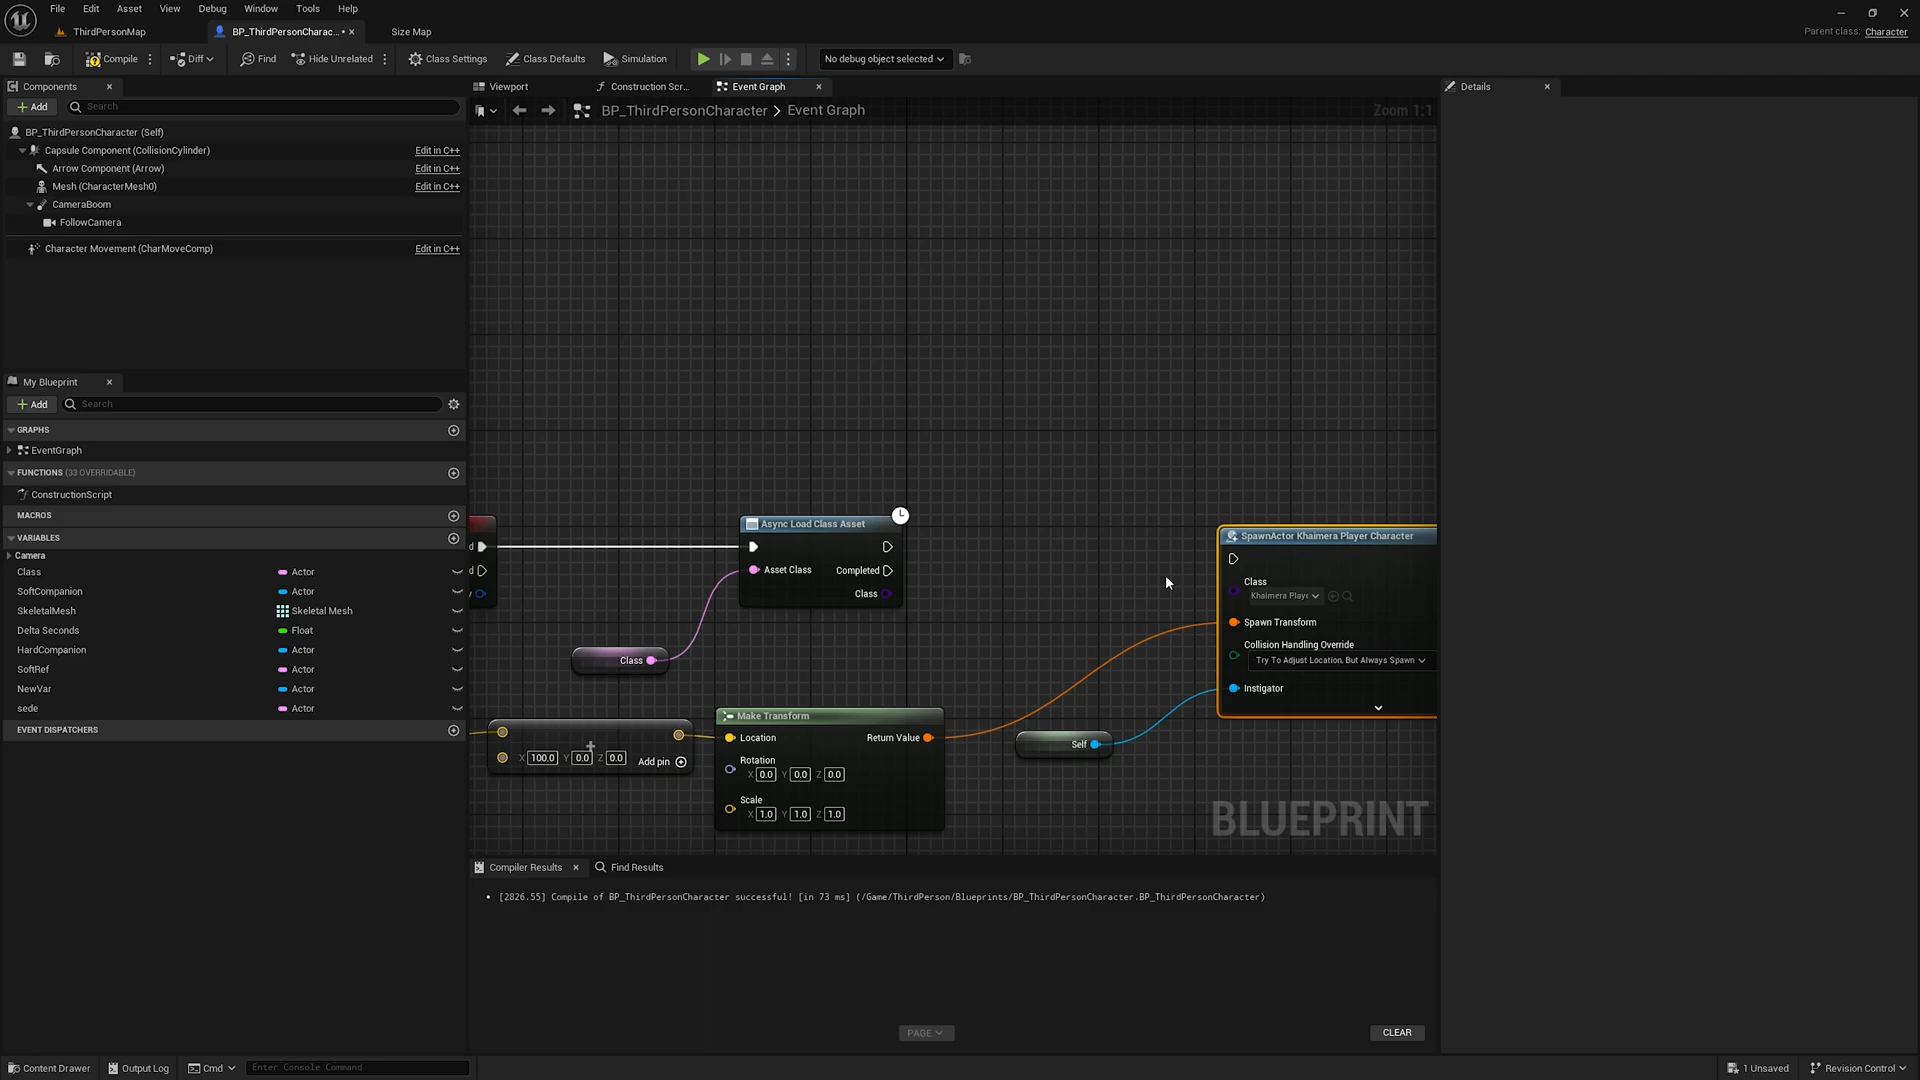 File Edit Asset View Debug Window Tools Help
ThirdPersonMap
BP_ThirdPersonCharac... •
Size Map
Parent class: Character
Compile
Diff
Find
Hide Unrelated
Class Settings
Class Defaults
Simulation
No debug object selected
Components
Add
Search
BP_ThirdPersonCharacter (Self)
Capsule Component (CollisionCylinder) Edit in C++
Arrow Component (Arrow) Edit in C++
Mesh (CharacterMesh0) Edit in C++
CameraBoom
FollowCamera
Character Movement (CharMoveComp) Edit in C++
My Blueprint
Add
Search
GRAPHS
EventGraph
FUNCTIONS (33 OVERRIDABLE)
ConstructionScript
MACROS
VARIABLES
Camera
Class Actor
SoftCompanion Actor
SkeletalMesh Skeletal Mesh
Delta Seconds Float
HardCompanion Actor
SoftRef Actor
NewVar Actor
sede Actor
EVENT DISPATCHERS
Viewport
Construction Scr...
Event Graph
BP_ThirdPersonCharacter > Event Graph
Zoom 1:1
d
d
y
Async Load Class Asset
Asset Class Completed
Class
Class
X 100.0 Y 0.0 Z 0.0
Add pin
Make Transform
Location Return Value
Rotation
X 0.0 Y 0.0 Z 0.0
Scale
X 1.0 Y 1.0 Z 1.0
Self
SpawnActor Khaimera Player Character
Class
Khaimera Playe
Spawn Transform
Collision Handling Override
Try To Adjust Location, But Always Spawn
Instigator
BLUEPRINT
Details
Compiler Results
Find Results
• [2826.55] Compile of BP_ThirdPersonCharacter successful! [in 73 ms] (/Game/ThirdPerson/Blueprints/BP_ThirdPersonCharacter.BP_ThirdPersonCharacter)
PAGE
CLEAR
Content Drawer
Output Log
Cmd
Enter Console Command
1 Unsaved
Revision Control